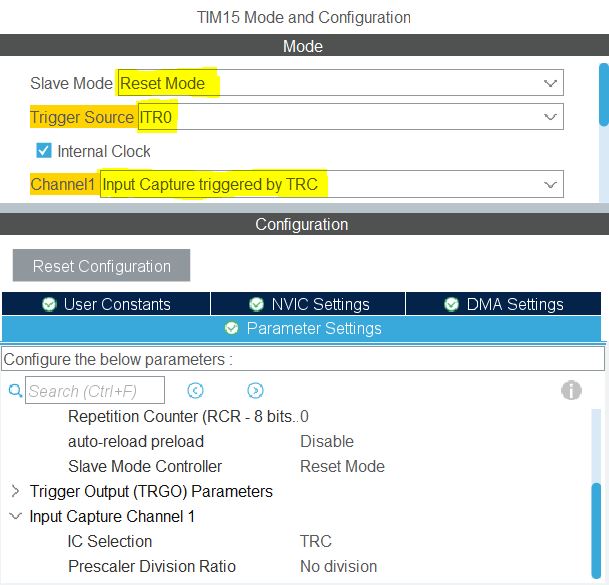 TIM15 Mode and Configuration
Mode
Slave Mode Reset Mode
Trigger Source ITR0
Internal Clock
Channel1 Input Capture triggered by TRC
Configuration
Reset Configuration
User Constants NVIC Settings DMA Settings
Parameter Settings
Configure the below parameters :
Search (Ctrl+F)
Repetition Counter (RCR - 8 bits.. 0
auto-reload preload Disable
Slave Mode Controller Reset Mode
Trigger Output (TRGO) Parameters
Input Capture Channel 1
IC Selection TRC
Prescaler Division Ratio No division